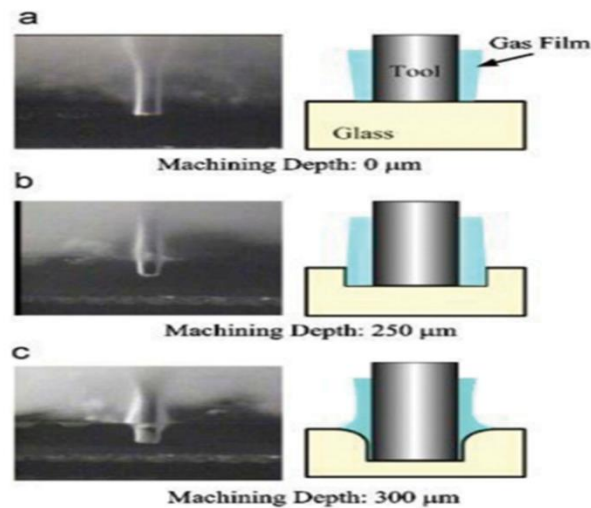 a
Gas Film
Tool
Glass
Machining Depth: 0 μm
b
Machining Depth: 250 μm
c
Machining Depth: 300 μm